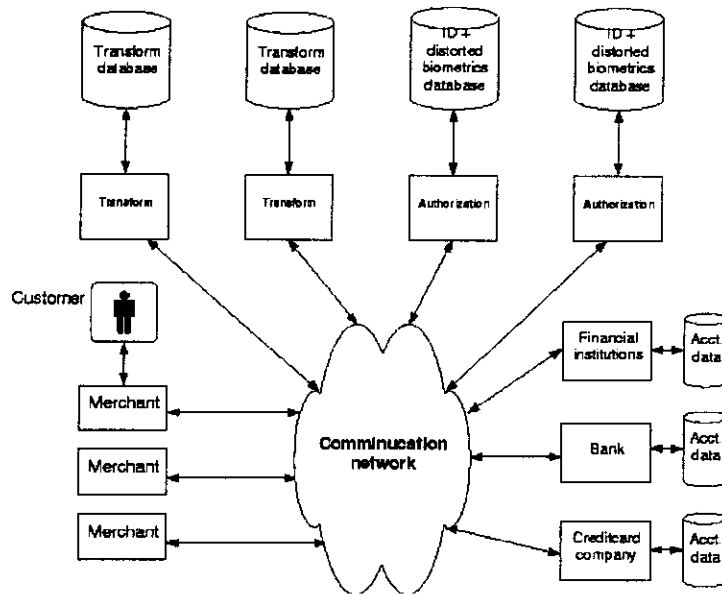 Transform
database
Transform
database
ID +
distorted
biometrics
database
ID +
distorted
biometrics
database
Transform
Transform
Authorization
Authorization
Customer
Merchant
Merchant
Merchant
Comminucation
network
Financial
institutions
Acct.
data
Bank
Acct.
data
Creditcard
company
Acct.
data